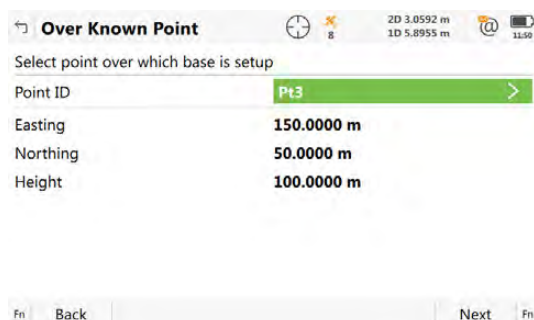 Over Known Point 8 2D 3.0592 m 1D 5.8955 m @ 11:50
Select point over which base is setup
Point ID Pt3
Easting 150.0000 m
Northing 50.0000 m
Height 100.0000 m
Fn Back Next Fn